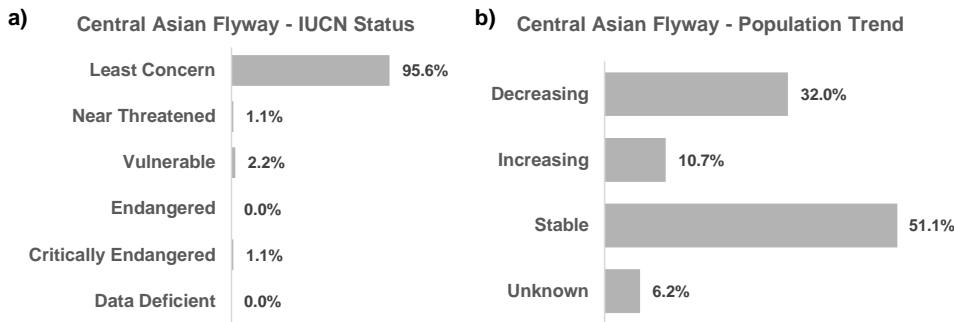 a)
Central Asian Flyway - IUCN Status
Least Concern
95.6%
Near Threatened
1.1%
Vulnerable
2.2%
Endangered
0.0%
Critically Endangered
1.1%
Data Deficient
0.0%
b)
Central Asian Flyway - Population Trend
Decreasing
32.0%
Increasing
10.7%
Stable
51.1%
Unknown
6.2%